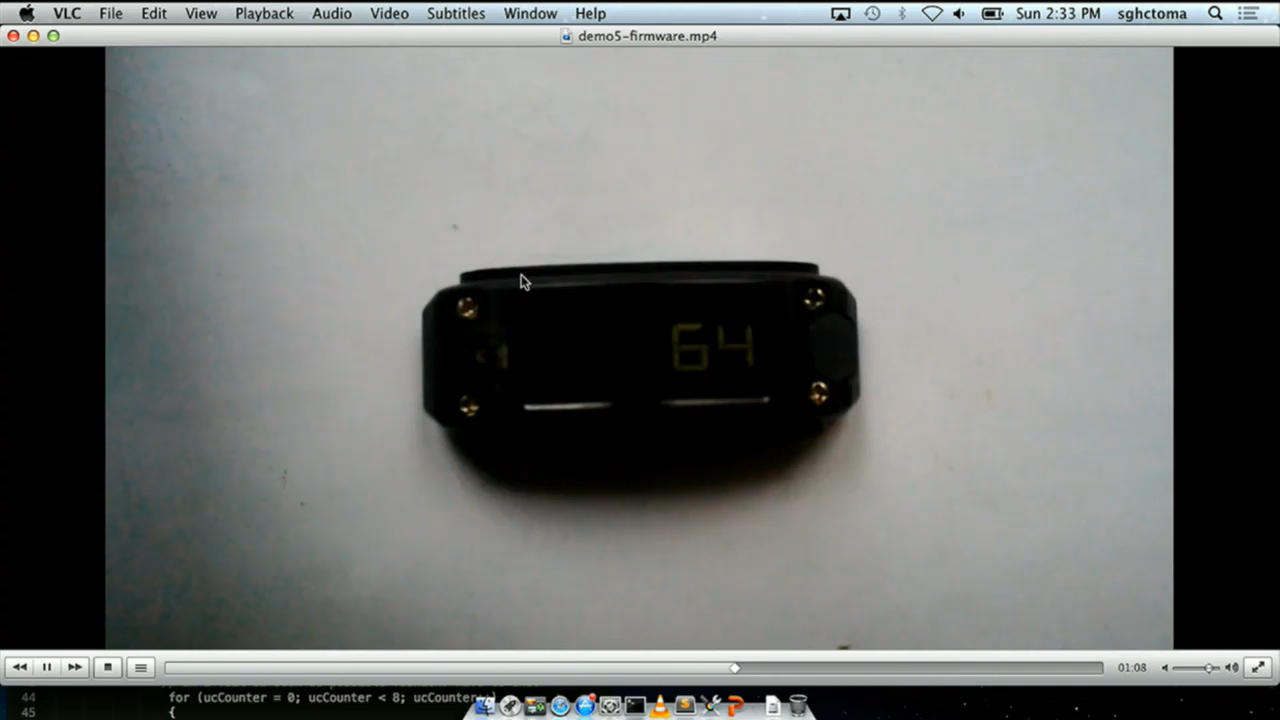 VLC File Edit View Playback Audio Video Subtitles Window Help Sun 2:33 PM sghctoma
demo5-firmware.mp4
64
01:08
44 for (ucCounter = 0; ucCounter < 8; ucCounter++)
45 {